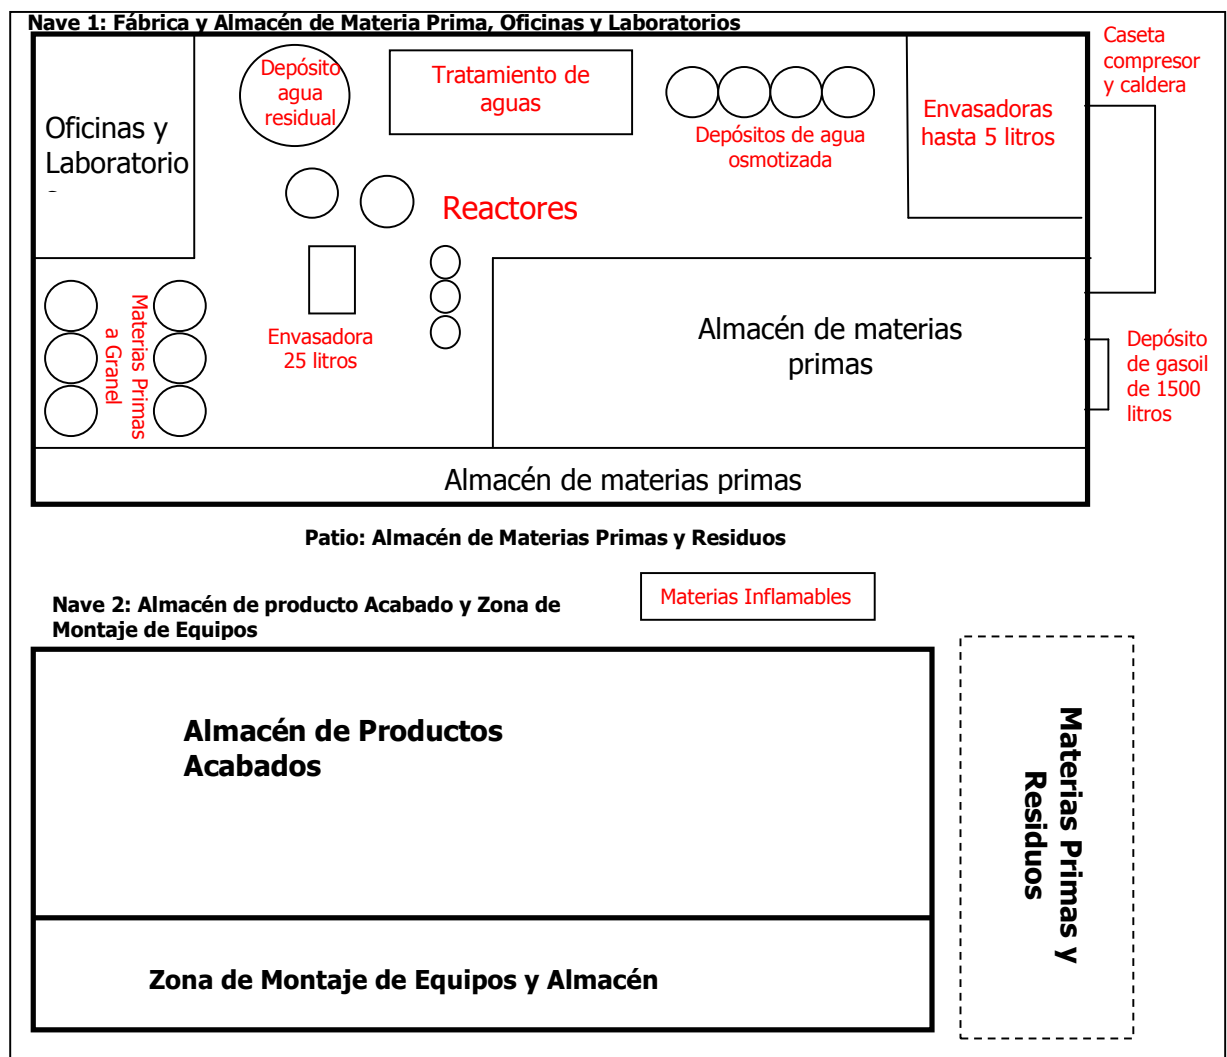 Nave 1: Fábrica y Almacén de Materia Prima, Oficinas y Laboratorios
Caseta
compresor
y caldera
Depósito
agua
residual
Tratamiento de
aguas
Envasadoras
hasta 5 litros
Oficinas y
Laboratorio
Depósitos de agua
osmotizada
Reactores
Materias Primas
a Granel
Envasadora
25 litros
Almacén de materias
primas
Depósito
de gasoil
de 1500
litros
Almacén de materias primas
Patio: Almacén de Materias Primas y Residuos
Materias Inflamables
Nave 2: Almacén de producto Acabado y Zona de
Montaje de Equipos
Almacén de Productos
Acabados
Materias Primas y
Residuos
Zona de Montaje de Equipos y Almacén